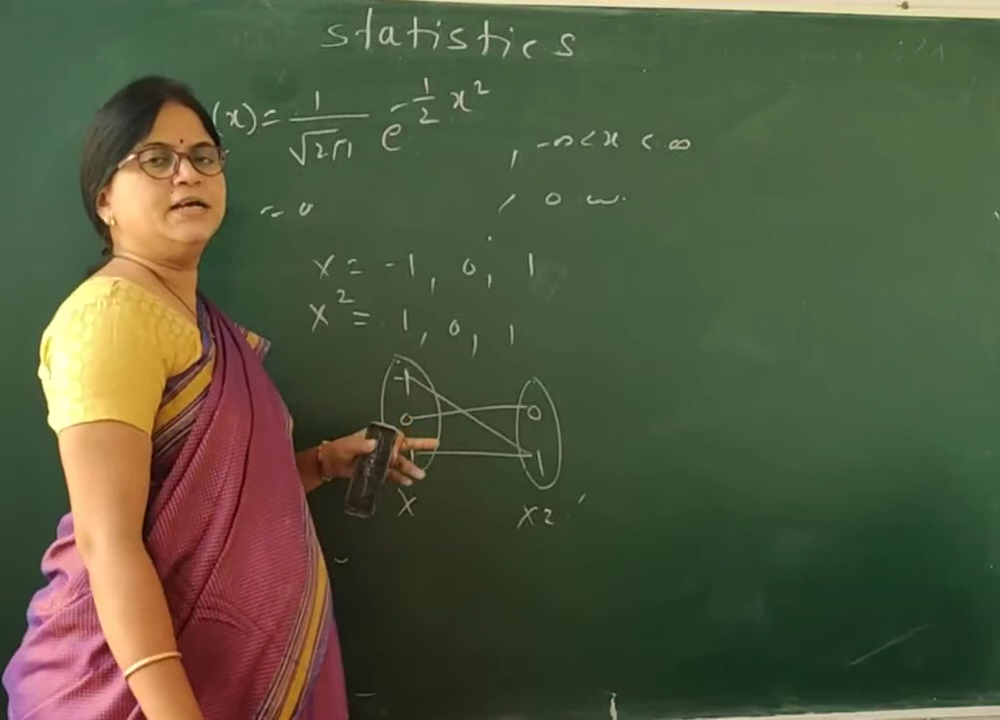 statistics
(x) = 1/√2π e^-1/2 x² , -∞ < x < ∞
= 0 , o w.
X = -1, 0, 1
X² = 1, 0, 1
-1
0 0
1
X X2